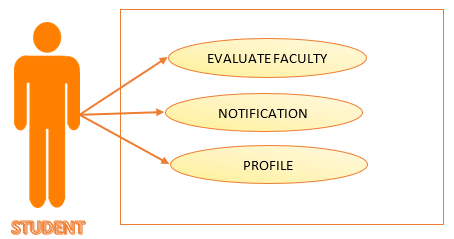 EVALUATE FACULTY
NOTIFICATION
PROFILE
STUDENT